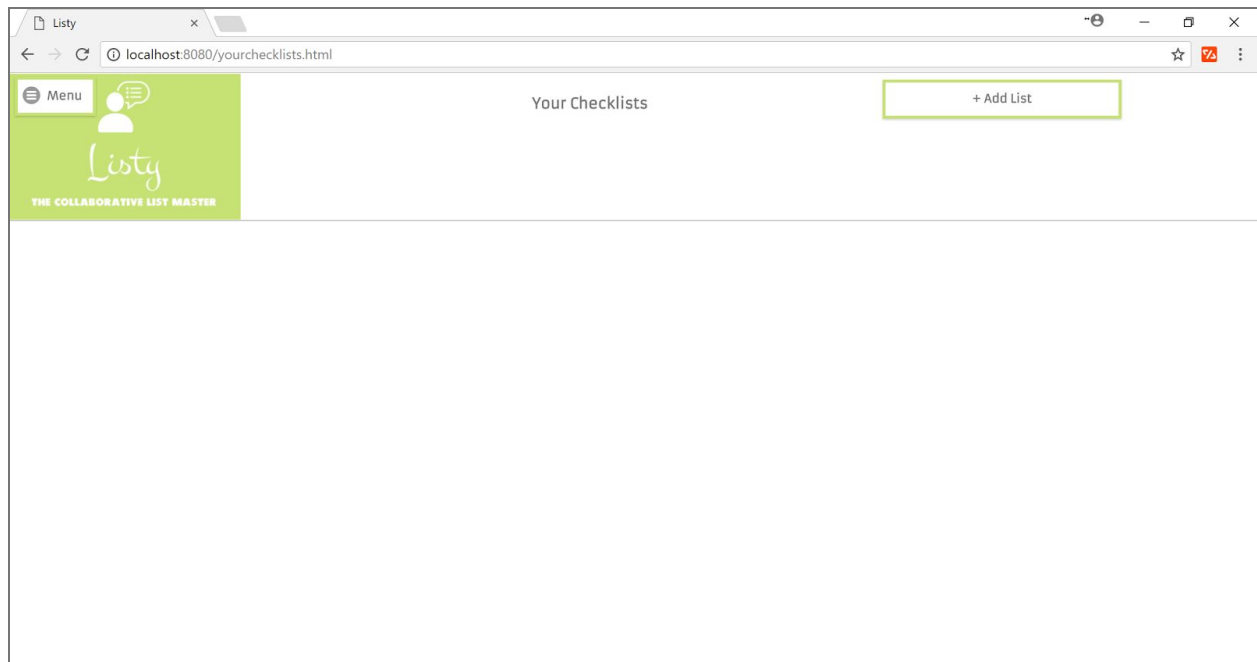 Listy
localhost:8080/yourchecklists.html
Menu
Your Checklists
+ Add List
Listy
THE COLLABORATIVE LIST MASTER